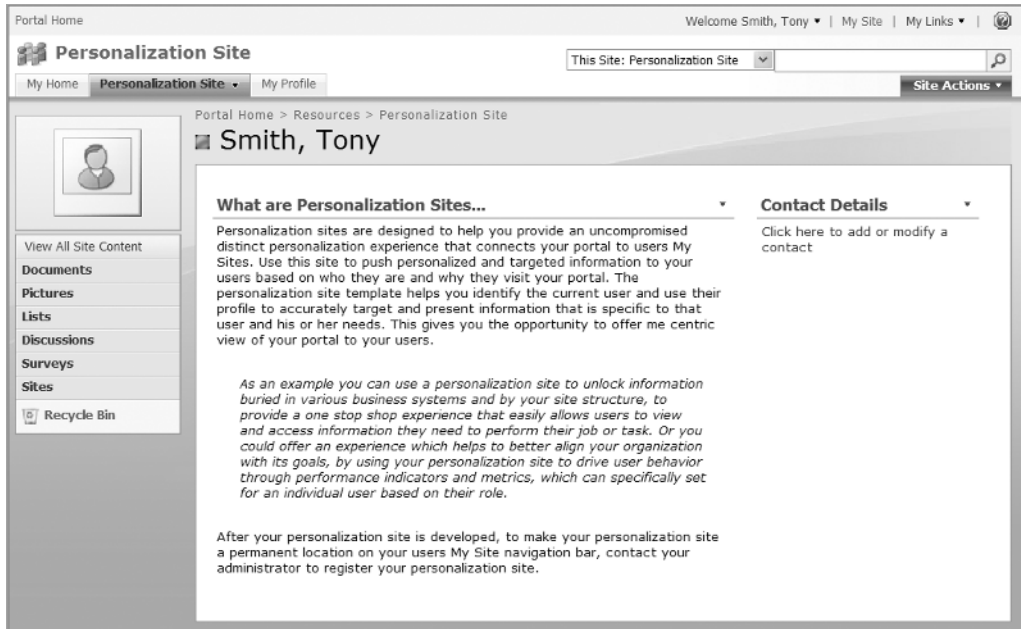 Portal Home
Welcome Smith, Tony ▾ | My Site | My Links ▾ |
Personalization Site
This Site: Personalization Site
My Home Personalization Site ▾ My Profile
Site Actions ▾
Portal Home > Resources > Personalization Site
Smith, Tony
View All Site Content
Documents
Pictures
Lists
Discussions
Surveys
Sites
Recycle Bin
What are Personalization Sites...
Personalization sites are designed to help you provide an uncompromised
distinct personalization experience that connects your portal to users My
Sites. Use this site to push personalized and targeted information to your
users based on who they are and why they visit your portal. The
personalization site template helps you identify the current user and use their
profile to accurately target and present information that is specific to that
user and his or her needs. This gives you the opportunity to offer me centric
view of your portal to your users.
As an example you can use a personalization site to unlock information
buried in various business systems and by your site structure, to
provide a one stop shop experience that easily allows users to view
and access information they need to perform their job or task. Or you
could offer an experience which helps to better align your organization
with its goals, by using your personalization site to drive user behavior
through performance indicators and metrics, which can specifically set
for an individual user based on their role.
After your personalization site is developed, to make your personalization site
a permanent location on your users My Site navigation bar, contact your
administrator to register your personalization site.
Contact Details
Click here to add or modify a
contact